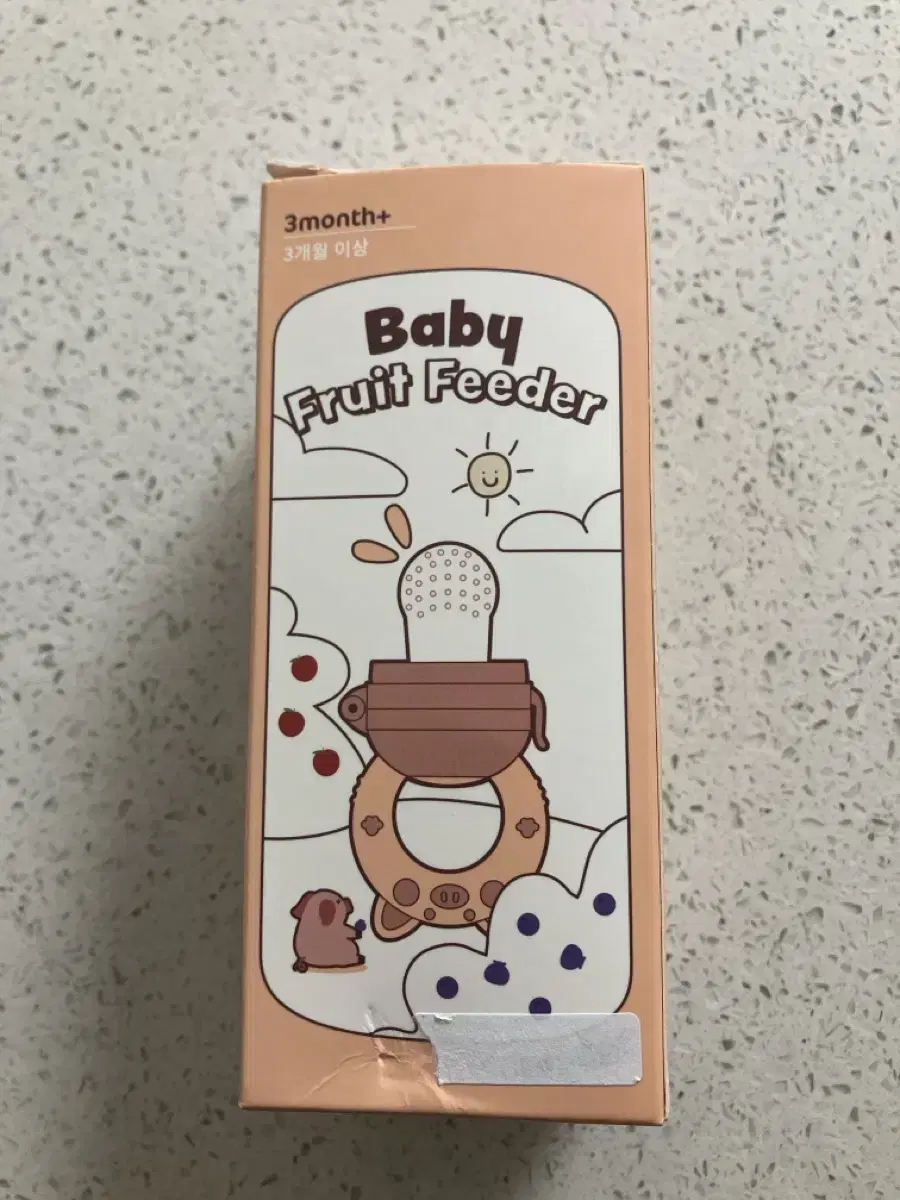 3month+
3개월 이상
Baby
Fruit Feeder